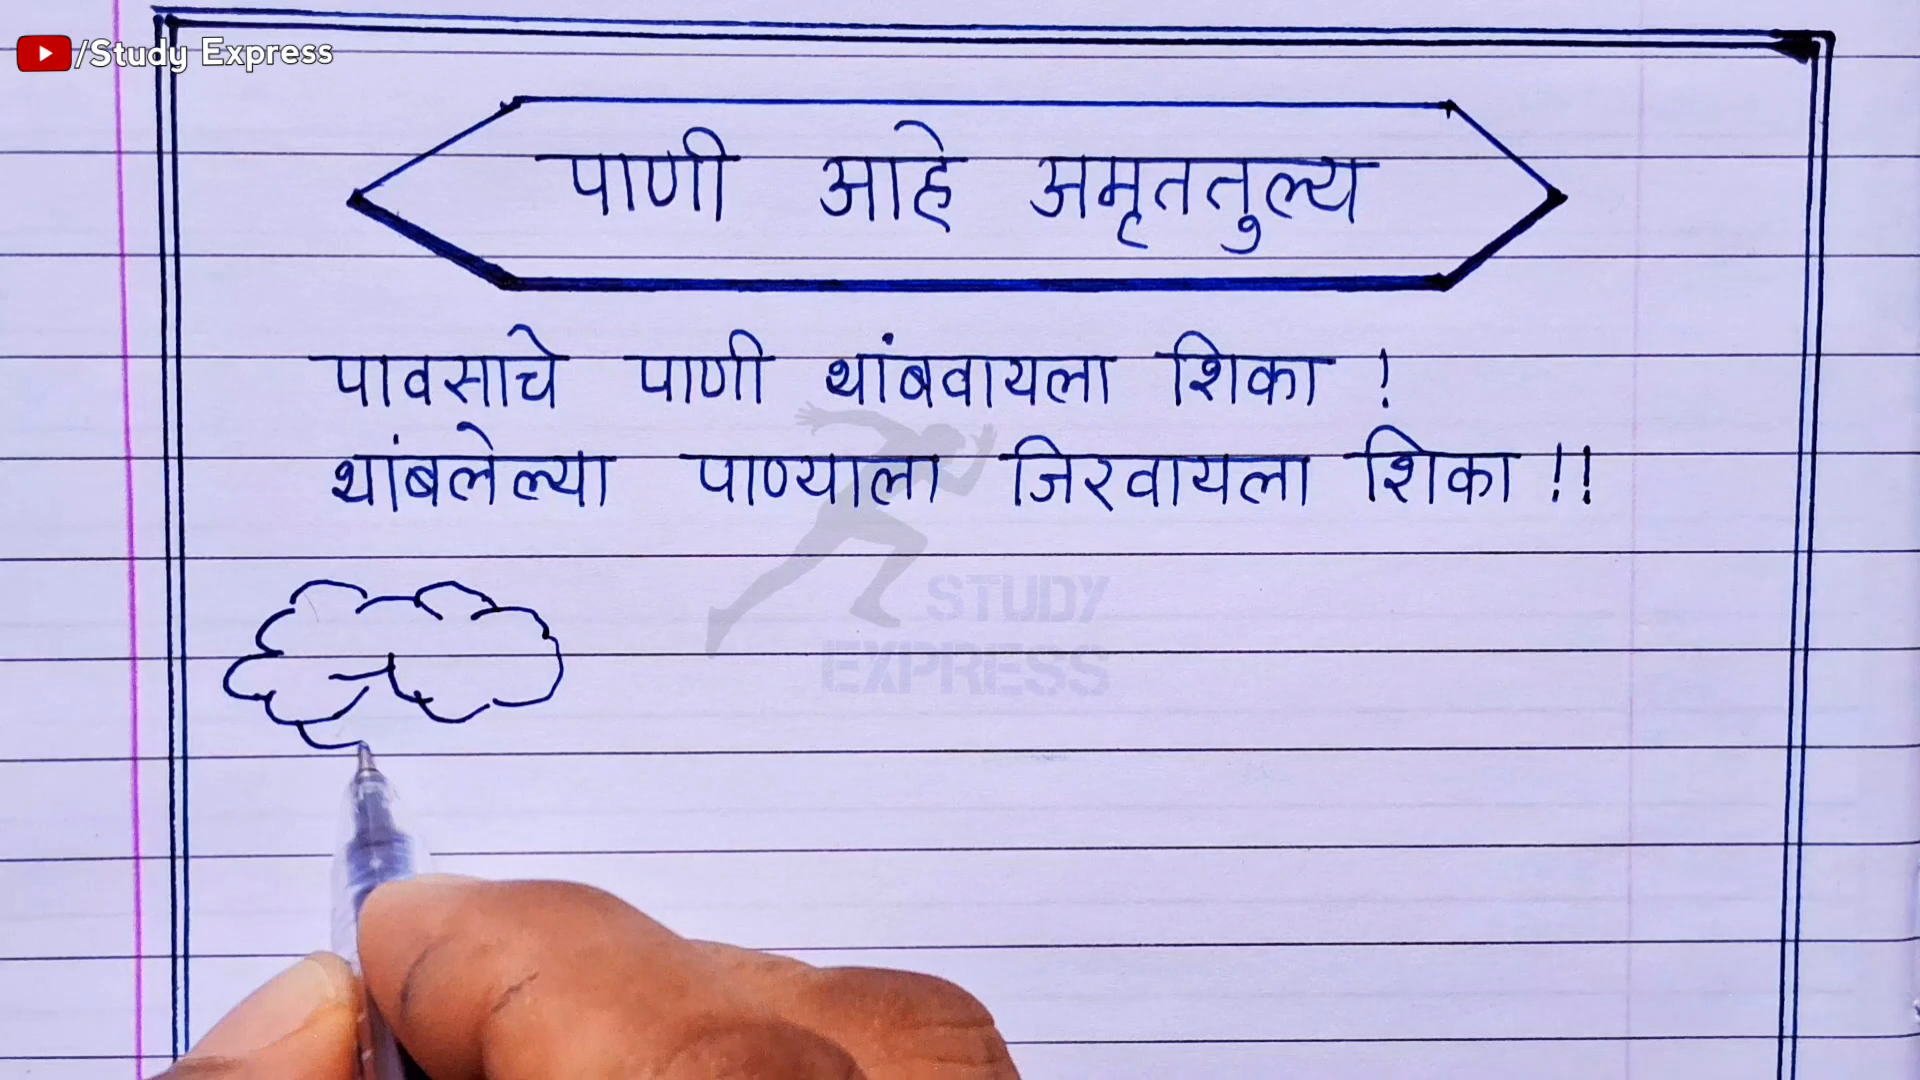 /Study Express
पाणी आहे अमृततुल्य
पावसाचे पाणी थांबवायला शिका !
थांबलेल्या पाण्याला जिरवायला शिका !!
STUDY
EXPRESS